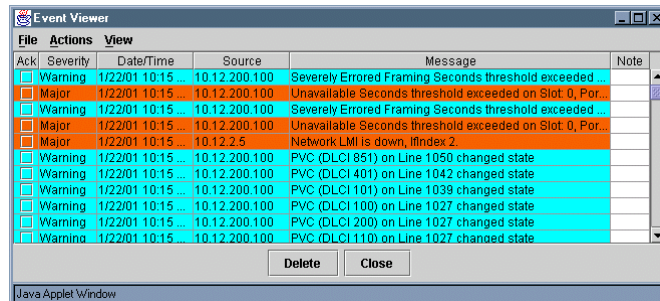 Event Viewer
File Actions View
Ack Severity Date/Time Source Message Note
Warning 1/22/01 10:15 ... 10.12.200.100 Severely Errored Framing Seconds threshold exceeded ...
Major 1/22/01 10:15 ... 10.12.200.100 Unavailable Seconds threshold exceeded on Slot: 0, Por...
Warning 1/22/01 10:15 ... 10.12.200.100 Severely Errored Framing Seconds threshold exceeded ...
Major 1/22/01 10:15 ... 10.12.200.100 Unavailable Seconds threshold exceeded on Slot: 0, Por...
Major 1/22/01 10:15 ... 10.12.2.5 Network LMI is down, IfIndex 2.
Warning 1/22/01 10:15 ... 10.12.200.100 PVC (DLCI 851) on Line 1050 changed state
Warning 1/22/01 10:15 ... 10.12.200.100 PVC (DLCI 401) on Line 1042 changed state
Warning 1/22/01 10:15 ... 10.12.200.100 PVC (DLCI 101) on Line 1039 changed state
Warning 1/22/01 10:15 ... 10.12.200.100 PVC (DLCI 100) on Line 1027 changed state
Warning 1/22/01 10:15 ... 10.12.200.100 PVC (DLCI 200) on Line 1027 changed state
Warning 1/22/01 10:15 ... 10.12.200.100 PVC (DLCI 110) on Line 1027 changed state
Delete Close
Java Applet Window